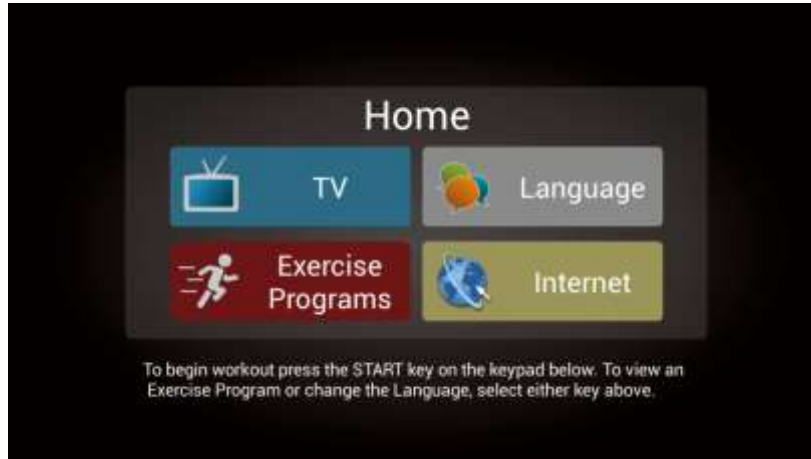 Home
TV
Language
Exercise
Programs
Internet
To begin workout press the START key on the keypad below. To view an
Exercise Program or change the Language, select either key above.